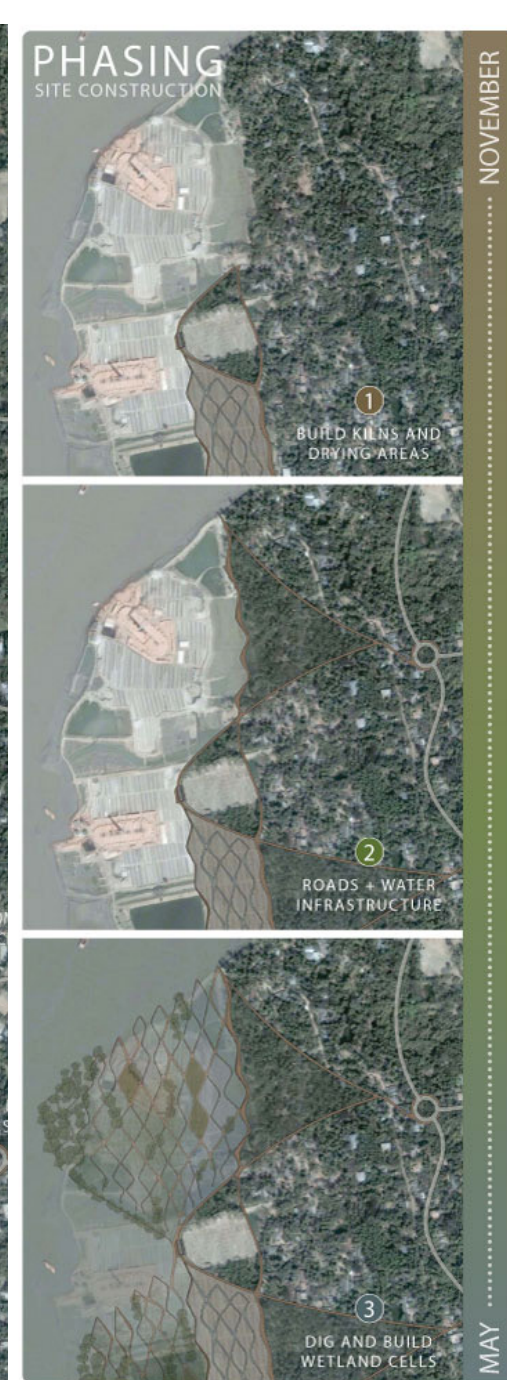 PHASING
SITE CONSTRUCTION
NOVEMBER
1
BUILD KILNS AND
DRYING AREAS
2
ROADS + WATER
INFRASTRUCTURE
3
DIG AND BUILD
WETLAND CELLS
MAY